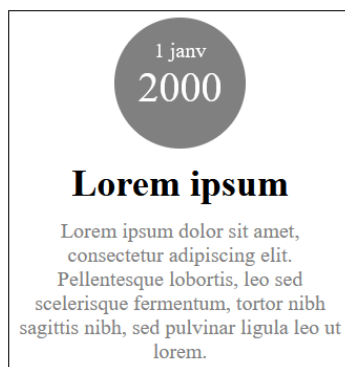 1 janv
2000
Lorem ipsum
Lorem ipsum dolor sit amet,
consectetur adipiscing elit.
Pellentesque lobortis, leo sed
scelerisque fermentum, tortor nibh
sagittis nibh, sed pulvinar ligula leo ut
lorem.